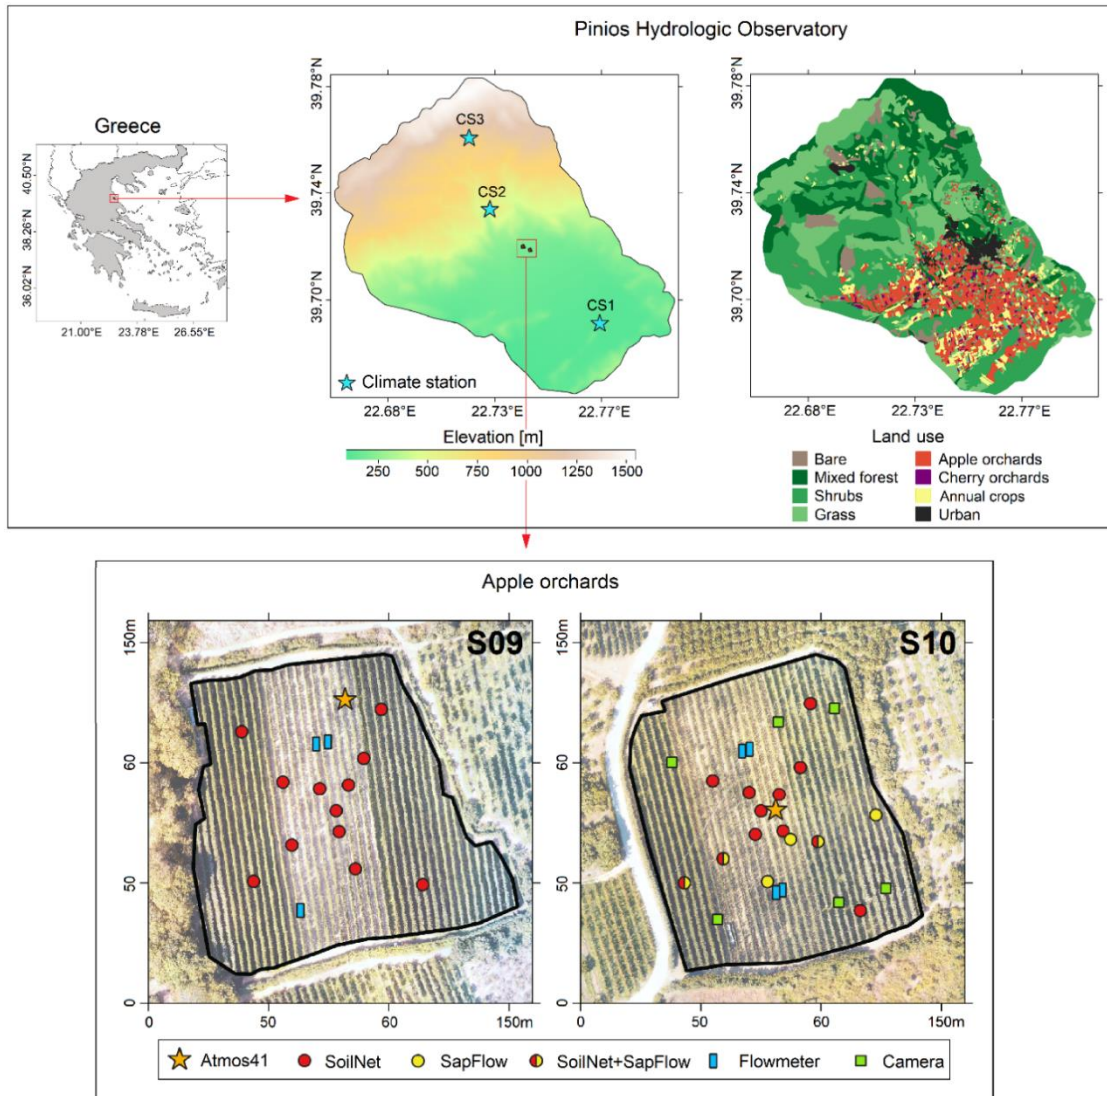 Pinios Hydrologic Observatory
Greece
40.50°N
38.26°N
36.02°N
21.00°E 23.78°E 26.55°E
39.78°N
39.74°N
39.70°N
CS3
CS2
CS1
Climate station
22.68°E 22.73°E 22.77°E
Elevation [m]
250 500 750 1000 1250 1500
39.78°N
39.74°N
39.70°N
22.68°E 22.73°E 22.77°E
Land use
Bare
Mixed forest
Shrubs
Grass
Apple orchards
Cherry orchards
Annual crops
Urban
Apple orchards
S09
150m
60
50
0
0 50 60 150m
S10
150m
60
50
0
0 50 60 150m
Atmos41 SoilNet SapFlow SoilNet+SapFlow Flowmeter Camera